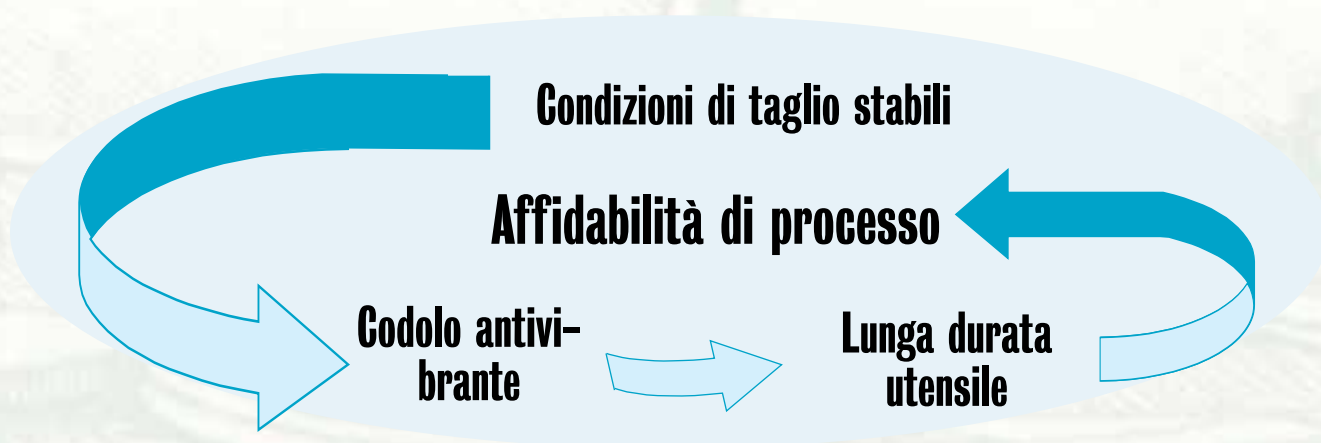 Condizioni di taglio stabili
Affidabilità di processo
Codolo antivi-
brante
Lunga durata
utensile